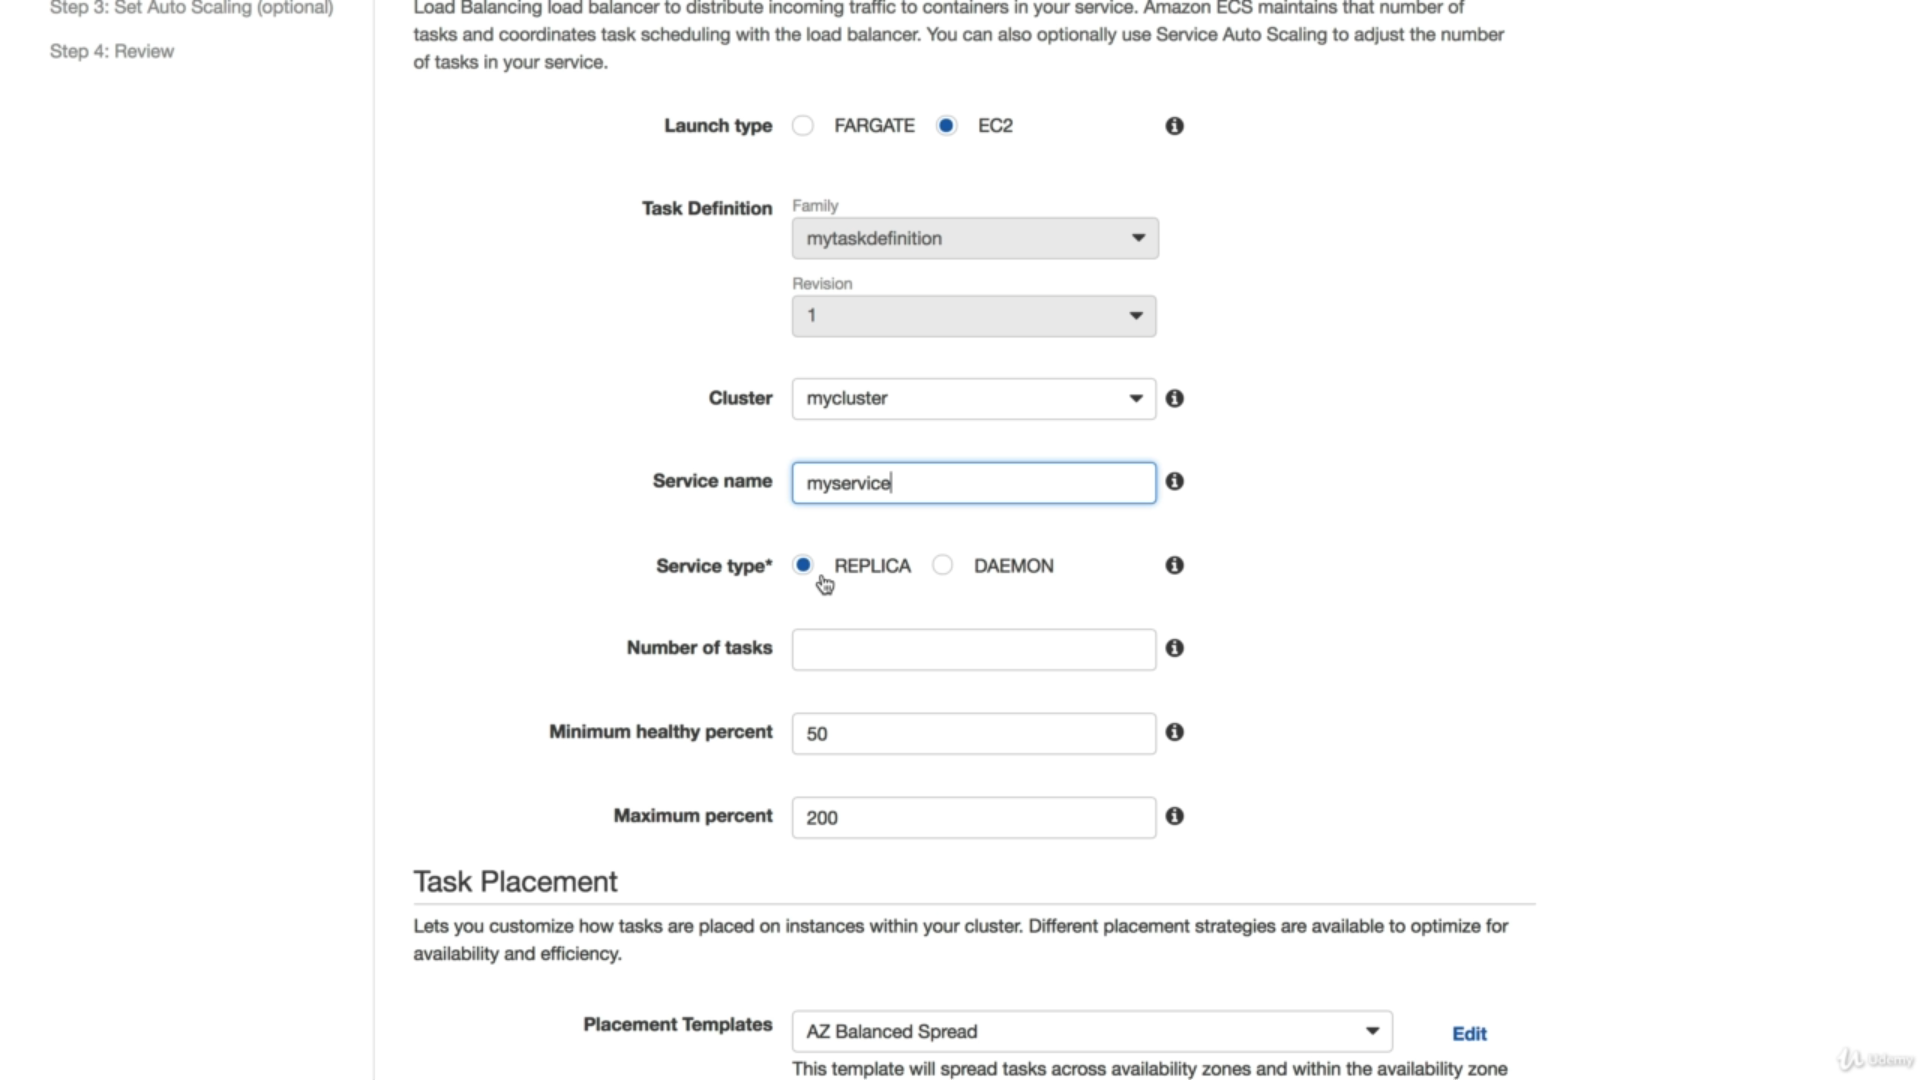 Step 3: Set Auto Scaling (optional)
Step 4: Review
Load Balancing load balancer to distribute incoming traffic to containers in your service. Amazon ECS maintains that number of
tasks and coordinates task scheduling with the load balancer. You can also optionally use Service Auto Scaling to adjust the number
of tasks in your service.
Launch type FARGATE EC2
Task Definition Family
mytaskdefinition
Revision
1
Cluster mycluster
Service name myservice
Service type* REPLICA DAEMON
Number of tasks
Minimum healthy percent 50
Maximum percent 200
Task Placement
Lets you customize how tasks are placed on instances within your cluster. Different placement strategies are available to optimize for
availability and efficiency.
Placement Templates AZ Balanced Spread Edit
This template will spread tasks across availability zones and within the availability zone
Udemy